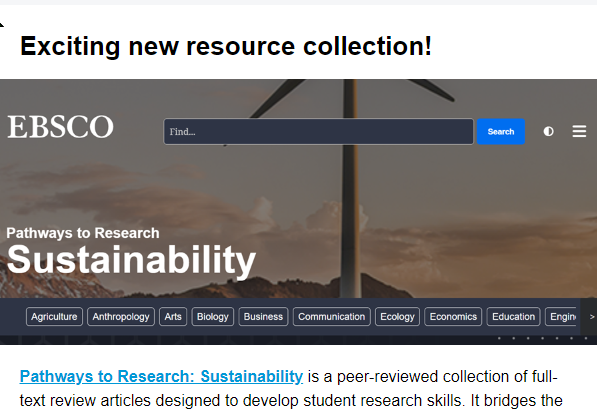 Exciting new resource collection!
EBSCO
Find...
Search
Pathways to Research
Sustainability
Agriculture
Anthropology
Arts
Biology
Business
Communication
Ecology
Economics
Education
Engin
>
Pathways to Research: Sustainability is a peer-reviewed collection of full-
text review articles designed to develop student research skills. It bridges the